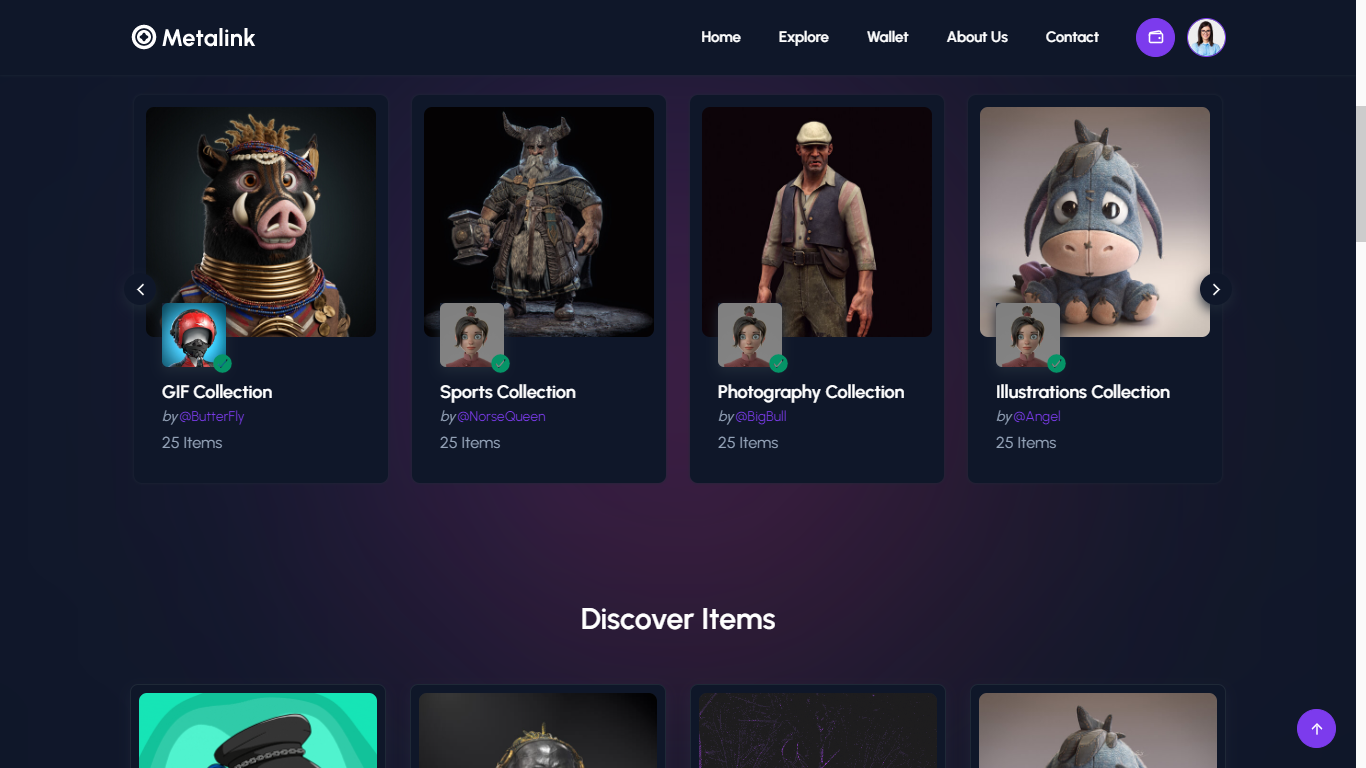 Metalink
Home Explore Wallet About Us Contact
GIF Collection
by @ButterFly
25 Items
Sports Collection
by @NorseQueen
25 Items
Photography Collection
by @BigBull
25 Items
Illustrations Collection
by @Angel
25 Items
Discover Items